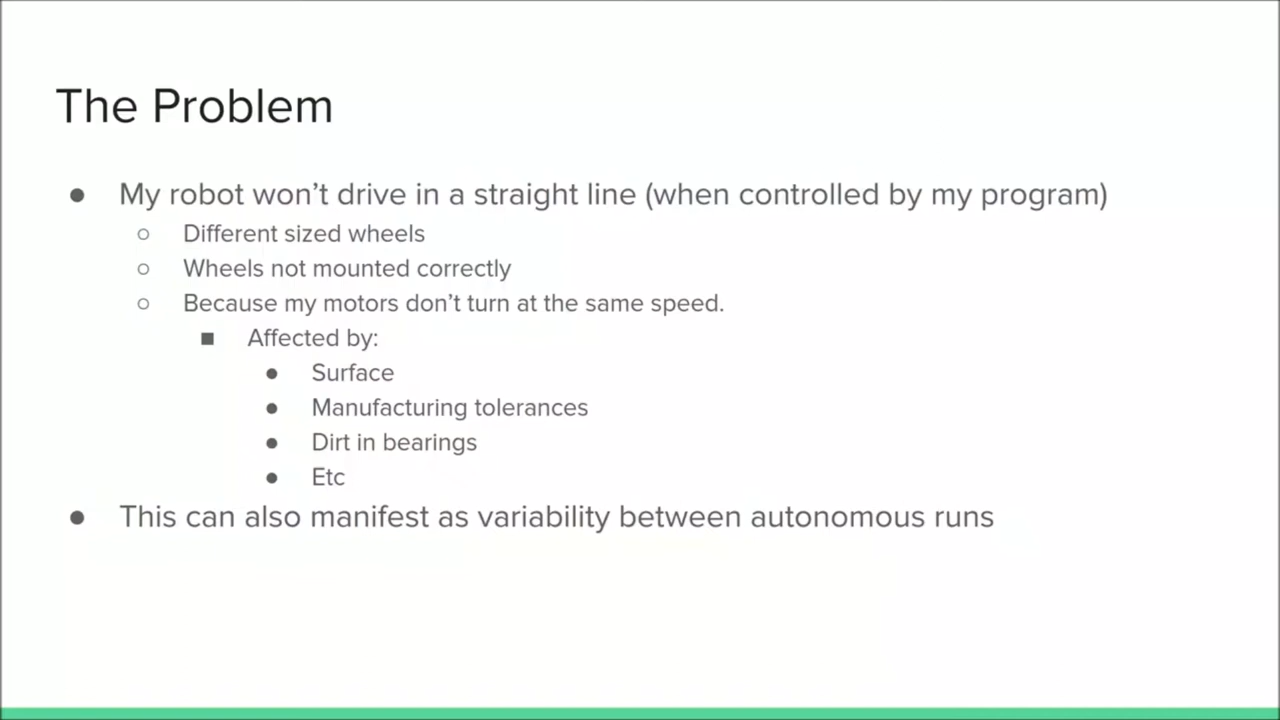 The Problem
● My robot won’t drive in a straight line (when controlled by my program)
○ Different sized wheels
○ Wheels not mounted correctly
○ Because my motors don’t turn at the same speed.
■ Affected by:
● Surface
● Manufacturing tolerances
● Dirt in bearings
● Etc
● This can also manifest as variability between autonomous runs